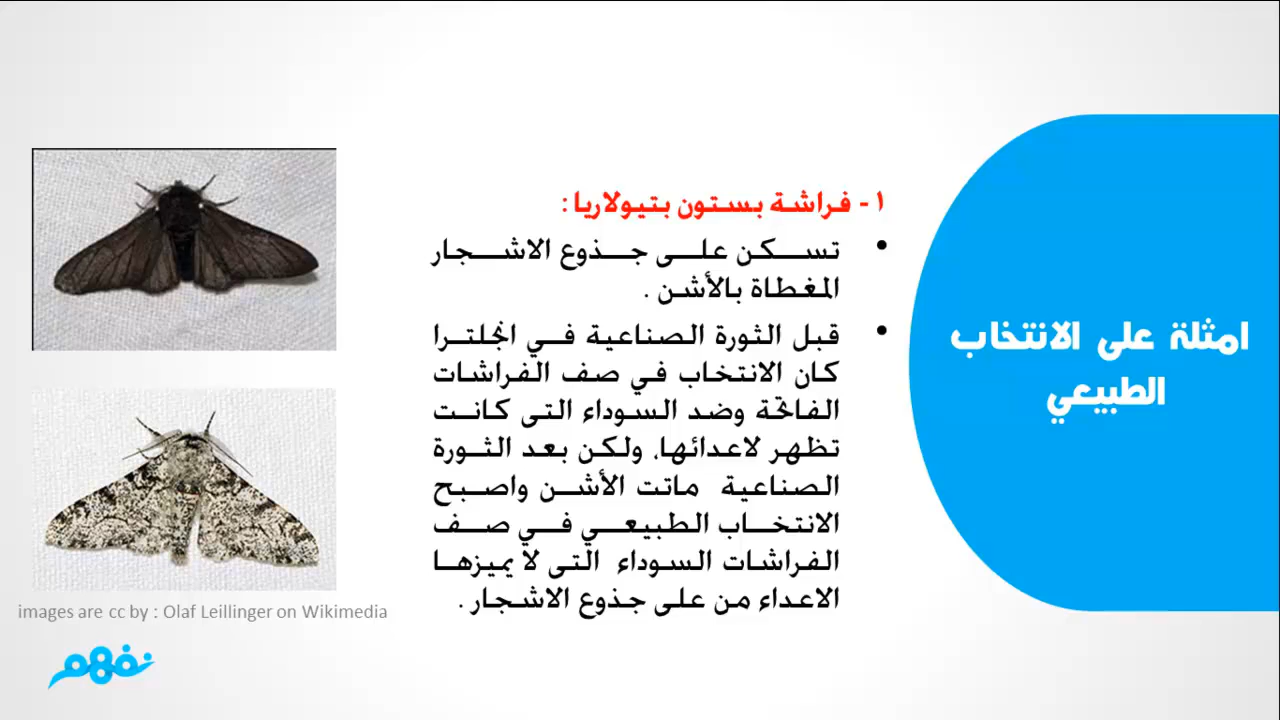 امثلة على الانتخاب
الطبيعي
١ - فراشة بستون بتيولاريا :
• تسكن على جذوع الاشجار
المغطاة بالأشن .
• قبل الثورة الصناعية في انجلترا
كان الانتخاب في صف الفراشات
الفاتحة وضد السوداء التى كانت
تظهر لاعدائها، ولكن بعد الثورة
الصناعية ماتت الأشن واصبح
الانتخاب الطبيعي في صف
الفراشات السوداء التى لا يميزها
الاعداء من على جذوع الاشجار .
images are cc by : Olaf Leillinger on Wikimedia
نفهم